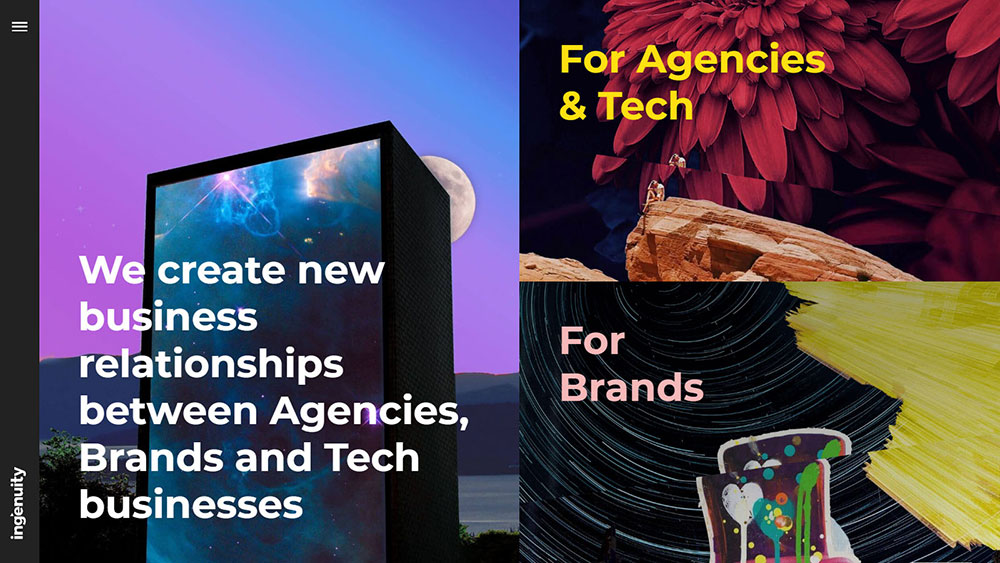 We create new
business
relationships
between Agencies,
Brands and Tech
businesses
For Agencies
& Tech
For
Brands
ingenuity